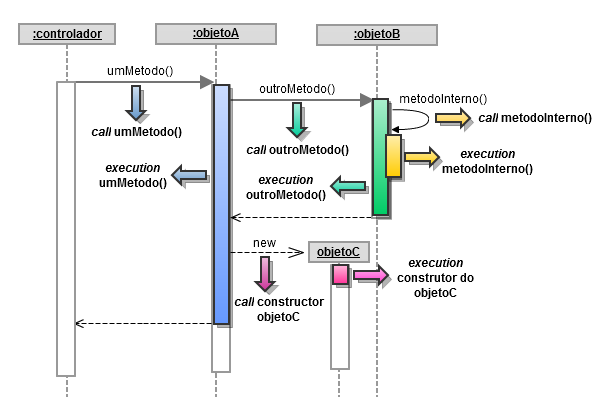 :controlador
:objetoA
:objetoB
umMetodo()
outroMetodo()
metodoInterno()
call metodoInterno()
call umMetodo()
call outroMetodo()
execution
metodoInterno()
execution
umMetodo()
execution
outroMetodo()
new
objetoC
execution
construtor do
objetoC
call constructor
objetoC